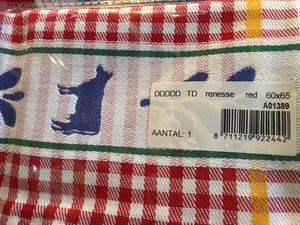 DDDDD TD renesse red 60x65
A01389
AANTAL: 1
8 711219 922442